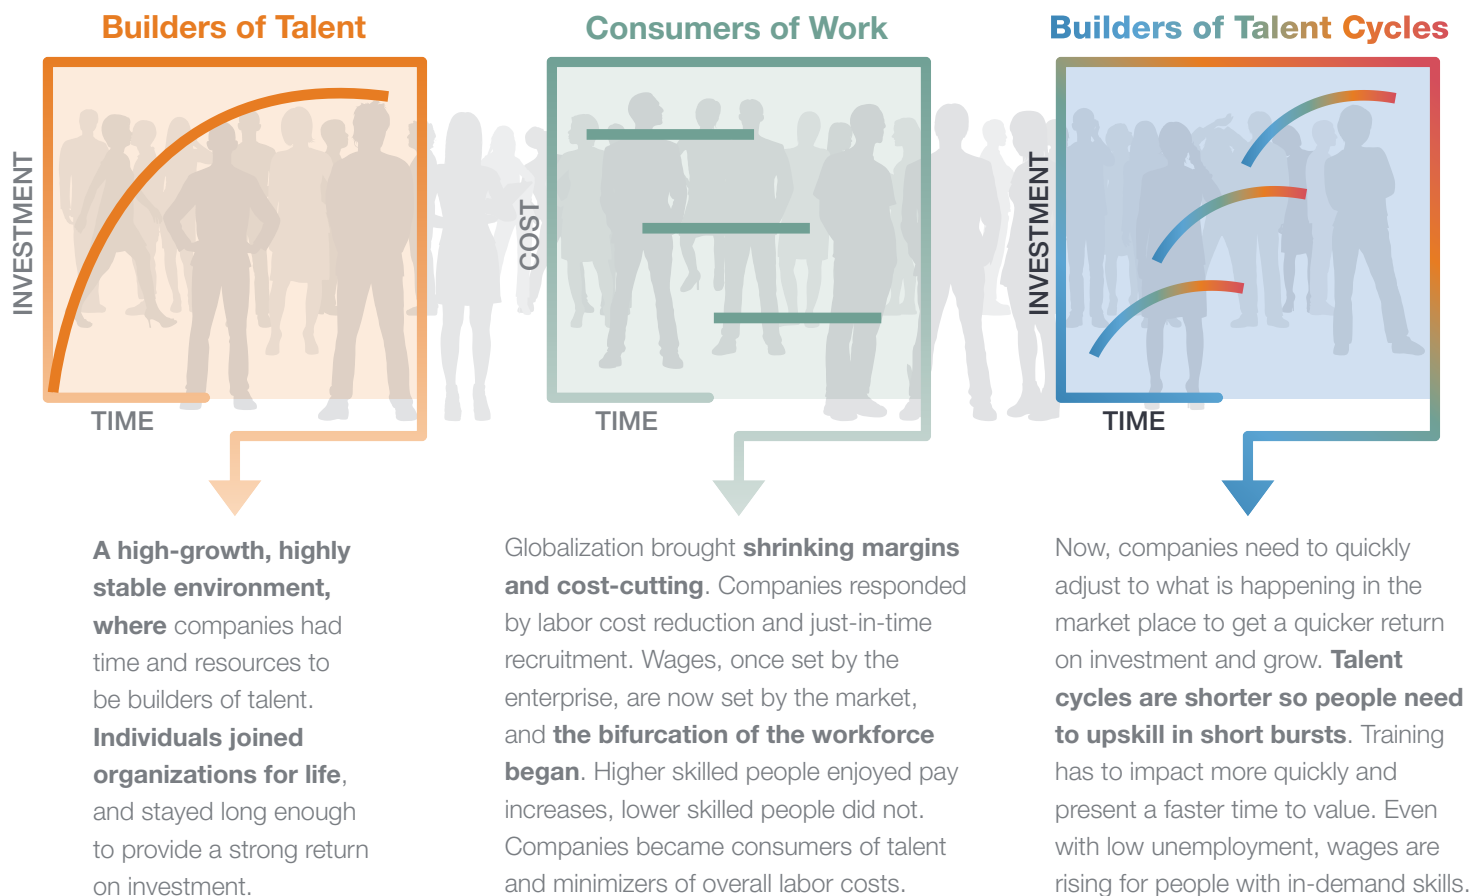 Builders of Talent
INVESTMENT
TIME
A high-growth, highly
stable environment,
where companies had
time and resources to
be builders of talent.
Individuals joined
organizations for life,
and stayed long enough
to provide a strong return
on investment.
Consumers of Work
COST
TIME
Globalization brought shrinking margins
and cost-cutting. Companies responded
by labor cost reduction and just-in-time
recruitment. Wages, once set by the
enterprise, are now set by the market,
and the bifurcation of the workforce
began. Higher skilled people enjoyed pay
increases, lower skilled people did not.
Companies became consumers of talent
and minimizers of overall labor costs.
Builders of Talent Cycles
INVESTMENT
TIME
Now, companies need to quickly
adjust to what is happening in the
market place to get a quicker return
on investment and grow. Talent
cycles are shorter so people need
to upskill in short bursts. Training
has to impact more quickly and
present a faster time to value. Even
with low unemployment, wages are
rising for people with in-demand skills.